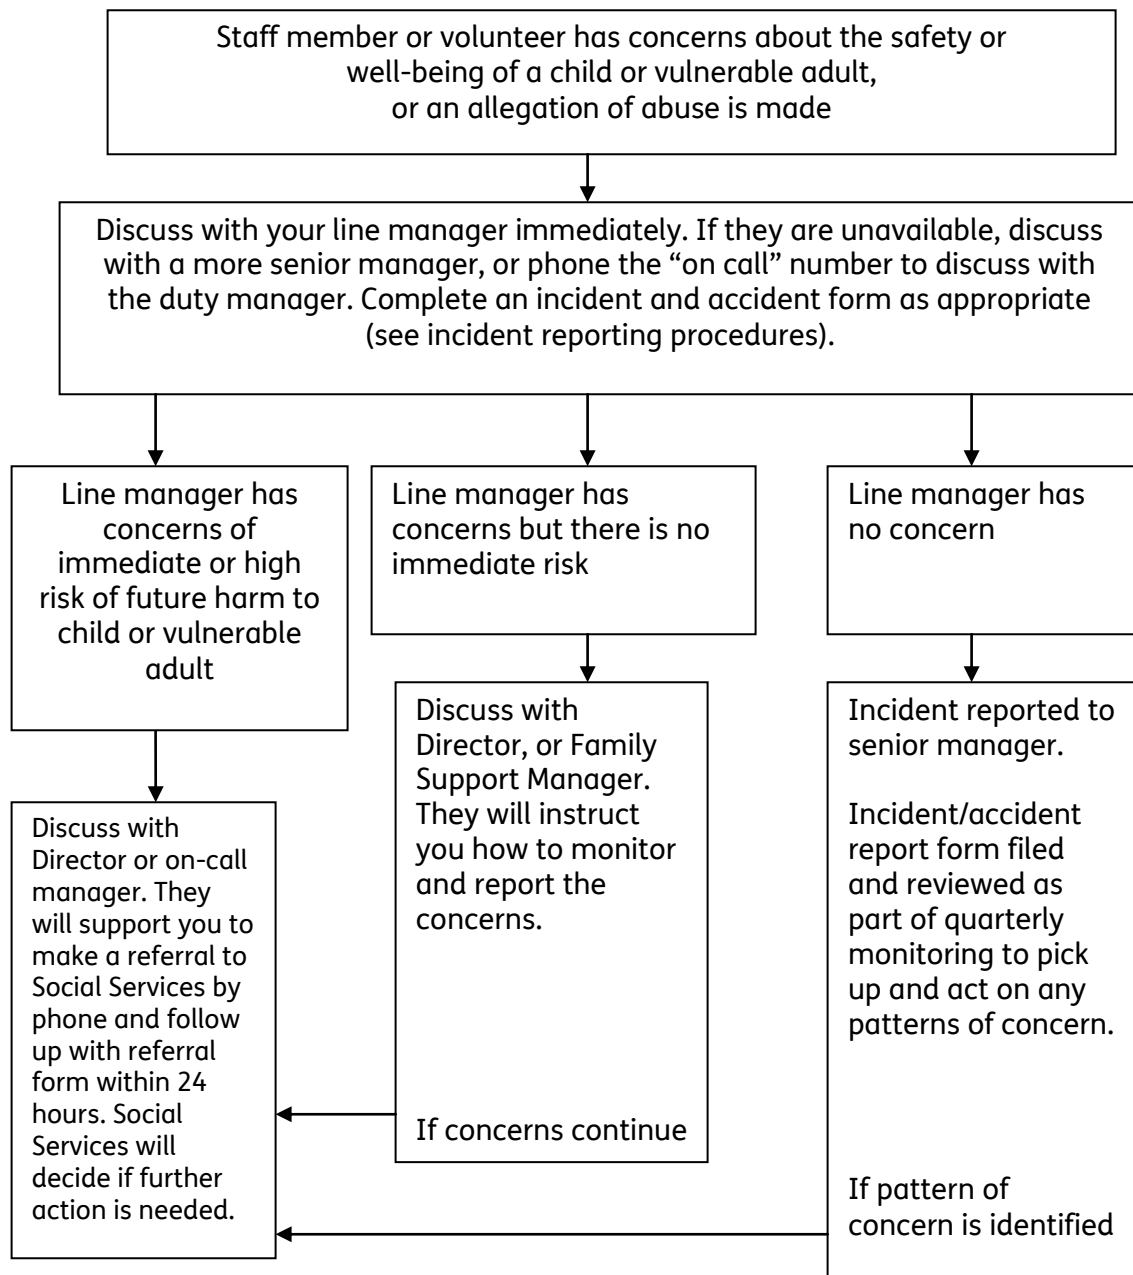 Staff member or volunteer has concerns about the safety or
well-being of a child or vulnerable adult,
or an allegation of abuse is made
Discuss with your line manager immediately. If they are unavailable, discuss
with a more senior manager, or phone the “on call” number to discuss with
the duty manager. Complete an incident and accident form as appropriate
(see incident reporting procedures).
Line manager has
concerns of
immediate or high
risk of future harm to
child or vulnerable
adult
Line manager has
concerns but there is no
immediate risk
Line manager has
no concern
Discuss with
Director or on-call
manager. They
will support you to
make a referral to
Social Services by
phone and follow
up with referral
form within 24
hours. Social
Services will
decide if further
action is needed.
Discuss with
Director, or Family
Support Manager.
They will instruct
you how to monitor
and report the
concerns.
If concerns continue
Incident reported to
senior manager.
Incident/accident
report form filed
and reviewed as
part of quarterly
monitoring to pick
up and act on any
patterns of concern.
If pattern of
concern is identified